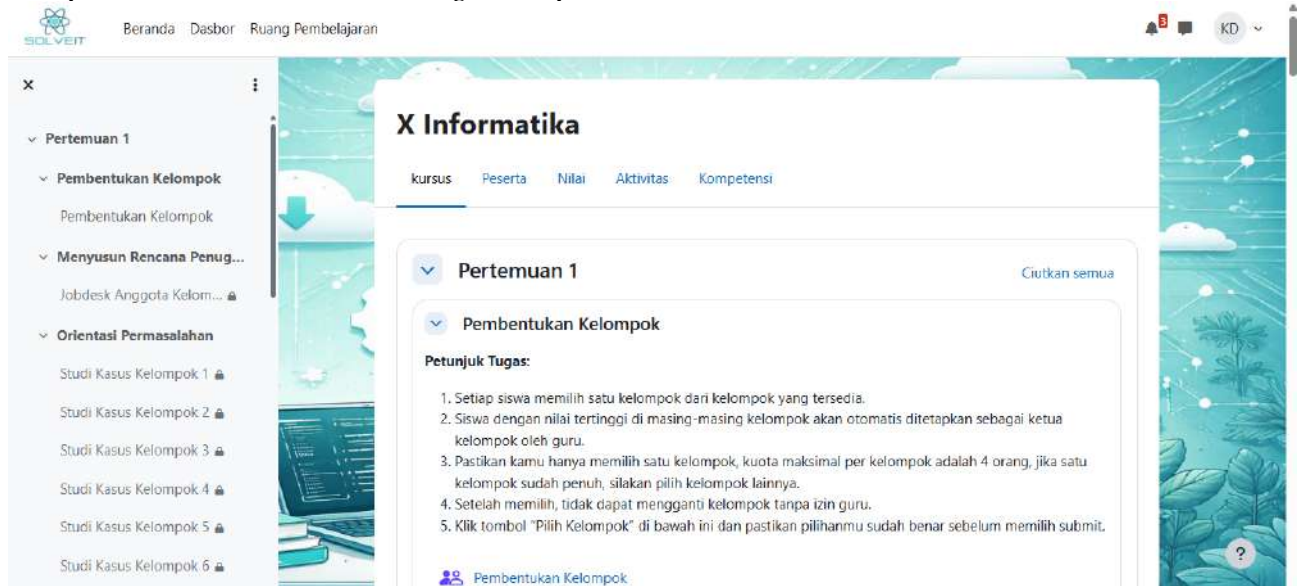 SOLVEIT
Beranda Dasbor Ruang Pembelajaran
3
KD
Pertemuan 1
Pembentukan Kelompok
Pembentukan Kelompok
Menyusun Rencana Penug...
Jobdesk Anggota Kelom...
Orientasi Permasalahan
Studi Kasus Kelompok 1
Studi Kasus Kelompok 2
Studi Kasus Kelompok 3
Studi Kasus Kelompok 4
Studi Kasus Kelompok 5
Studi Kasus Kelompok 6
X Informatika
kursus Peserta Nilai Aktivitas Kompetensi
Pertemuan 1
Ciutkan semua
Pembentukan Kelompok
Petunjuk Tugas:
1. Setiap siswa memilih satu kelompok dari kelompok yang tersedia.
2. Siswa dengan nilai tertinggi di masing-masing kelompok akan otomatis ditetapkan sebagai ketua
kelompok oleh guru.
3. Pastikan kamu hanya memilih satu kelompok, kuota maksimal per kelompok adalah 4 orang, jika satu
kelompok sudah penuh, silakan pilih kelompok lainnya.
4. Setelah memilih, tidak dapat mengganti kelompok tanpa izin guru.
5. Klik tombol "Pilih Kelompok" di bawah ini dan pastikan pilihanmu sudah benar sebelum memilih submit.
Pembentukan Kelompok
?